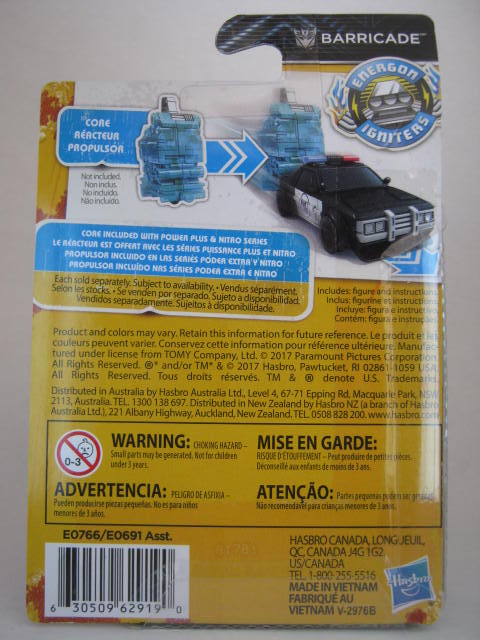 BARRICADE™
ENERGON
IGNITERS
CORE
RÉACTEUR
PROPULSOR
Not included.
Non inclus.
No incluido.
Não incluído.
CORE INCLUDED WITH POWER PLUS & NITRO SERIES
LE RÉACTEUR EST OFFERT AVEC LES SÉRIES PUISSANCE PLUS ET NITRO
PROPULSOR INCLUIDO EN LAS SERIES PODER EXTRA Y NITRO
PROPULSOR INCLUÍDO NAS SÉRIES PODER EXTRA E NITRO
Each sold separately. Subject to availability. • Vendus séparément.
Selon les stocks. • Se venden por separado. Sujeto a disponibilidad.
Vendidos separadamente. Sujeitos à disponibilidade.
Includes: figure and instructions.
Inclus: figurine et instructions.
Incluye: figura e instructivo.
Contém: figura e instruções.
Product and colors may vary. Retain this information for future reference. Le produit et les
couleurs peuvent varier. Conservez cette information pour référence ultérieure. Manufac-
tured under license from TOMY Company, Ltd. © 2017 Paramount Pictures Corporation.
All Rights Reserved. ®* and/or TM* & © 2017 Hasbro, Pawtucket, RI 02861-1059 USA.
All Rights Reserved. Tous droits réservés. TM & ® denote U.S. Trademarks.
Distributed in Australia by Hasbro Australia Ltd., Level 4, 67-71 Epping Rd, Macquarie Park, NSW
2113, Australia. TEL. 1300 138 697. Distributed in New Zealand by Hasbro NZ (a branch of Hasbro
Australia Ltd.), 221 Albany Highway, Auckland, New Zealand. TEL. 0508 828 200. www.hasbro.com
0-3
WARNING: CHOKING HAZARD –
Small parts may be generated. Not for children
under 3 years.
MISE EN GARDE:
RISQUE D'ÉTOUFFEMENT – Peut produire de petites pièces.
Déconseillé aux enfants de moins de 3 ans.
ADVERTENCIA: PELIGRO DE ASFIXIA –
Pueden producirse piezas pequeñas. No es para niños
menores de 3 años.
ATENÇÃO: Partes pequenas podem ser geradas.
Não recomendável para crianças menores de 3 anos.
E0766/E0691 Asst.
6 30509 62919 0
81781
HASBRO CANADA, LONGUEUIL,
QC, CANADA J4G 1G2.
US/CANADA
TEL. 1-800-255-5516
MADE IN VIETNAM
FABRIQUÉ AU
VIETNAM V-2976B
Hasbro